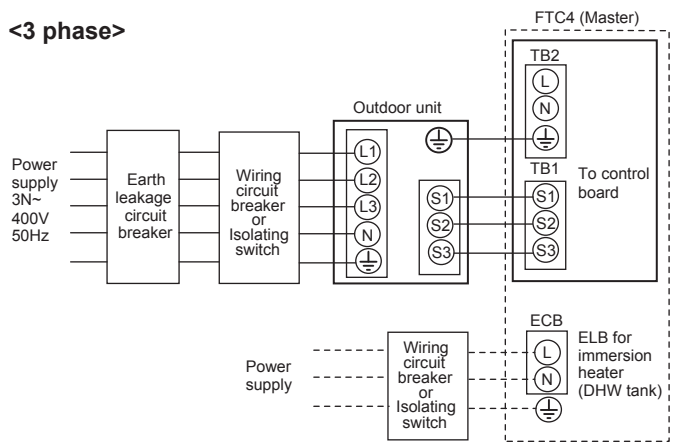 <3 phase>
FTC4 (Master)
TB2
L
N
Outdoor unit
Power
supply
3N~
400V
50Hz
Earth
leakage
circuit
breaker
Wiring
circuit
breaker
or
Isolating
switch
L1
L2
L3
N
S1
S2
S3
TB1
S1
S2
S3
To control
board
Power
supply
Wiring
circuit
breaker
or
Isolating
switch
ECB
L
N
ELB for
immersion
heater
(DHW tank)